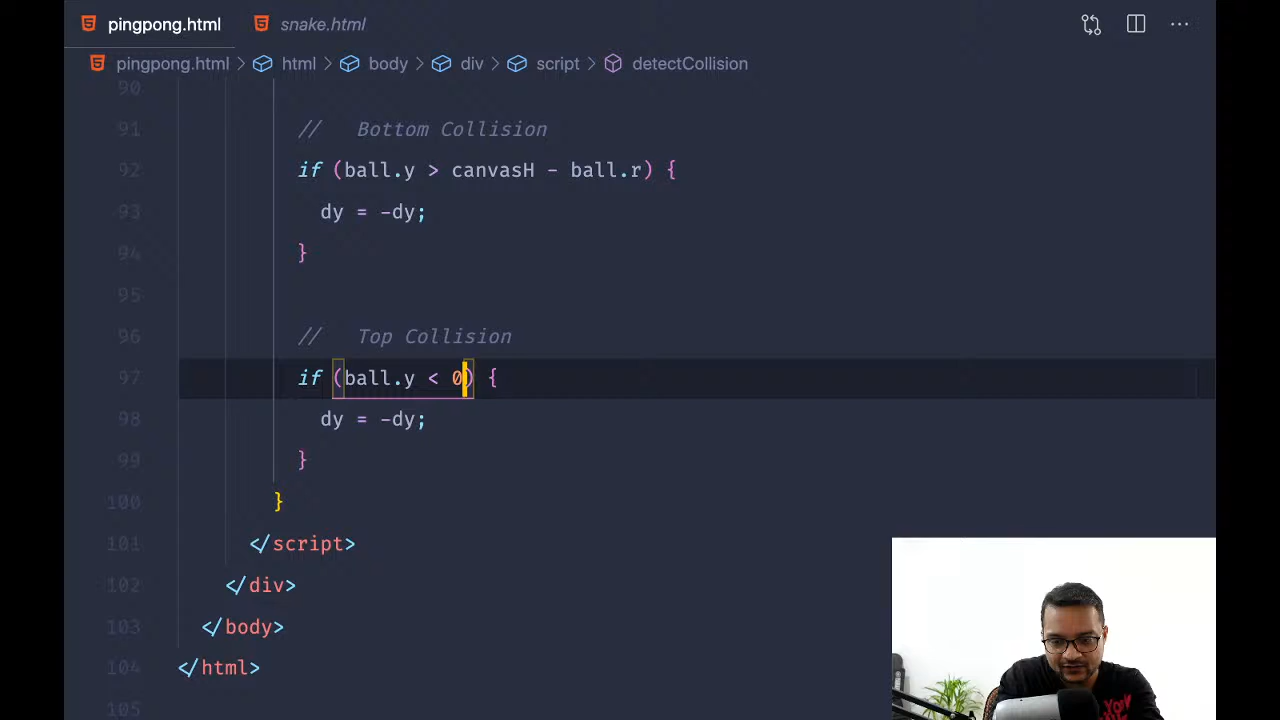 pingpong.html snake.html
pingpong.html > html > body > div > script > detectCollision
90
91 // Bottom Collision
92 if (ball.y > canvasH - ball.r) {
93 dy = -dy;
94 }
95
96 // Top Collision
97 if (ball.y < 0) {
98 dy = -dy;
99 }
100 }
101 </script>
102 </div>
103 </body>
104 </html>
105